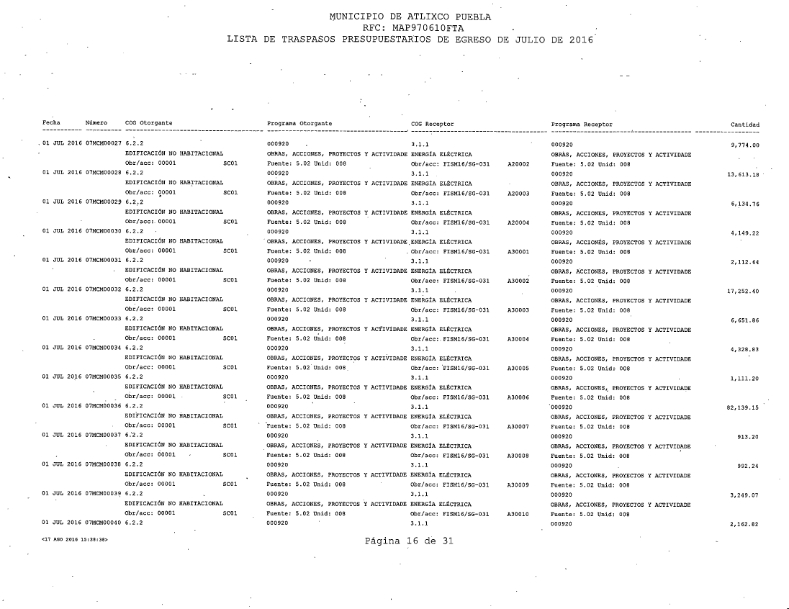 MUNICIPIO DE ATLIXCO PUEBLA
RFC: MAP970610FTA
LISTA DE TRASPASOS PRESUPUESTARIOS DE EGRESO DE JULIO DE 2016
Fecha Número COG Otorgante Programa Otorgante COG Receptor Programa Receptor Cantidad
01 JUL 2016 07MCM00027 6.2.2 000920 3.1.1 000920 9,774.00
EDIFICACIÓN NO HABITACIONAL OBRAS, ACCIONES, PROYECTOS Y ACTIVIDADE ENERGÍA ELÉCTRICA OBRAS, ACCIONES, PROYECTOS Y ACTIVIDADE
Obr/acc: 00001 SC01 Fuente: 5.02 Unid: 008 Obr/acc: FISM16/SG-031 A20002 Fuente: 5.02 Unid: 008
01 JUL 2016 07MCM00028 6.2.2 000920 3.1.1 000920 13,613.18
EDIFICACIÓN NO HABITACIONAL OBRAS, ACCIONES, PROYECTOS Y ACTIVIDADE ENERGÍA ELÉCTRICA OBRAS, ACCIONES, PROYECTOS Y ACTIVIDADE
Obr/acc: 00001 SC01 Fuente: 5.02 Unid: 008 Obr/acc: FISM16/SG-031 A20003 Fuente: 5.02 Unid: 008
01 JUL 2016 07MCM00029 6.2.2 000920 3.1.1 000920 6,134.76
EDIFICACIÓN NO HABITACIONAL OBRAS, ACCIONES, PROYECTOS Y ACTIVIDADE ENERGÍA ELÉCTRICA OBRAS, ACCIONES, PROYECTOS Y ACTIVIDADE
Obr/acc: 00001 SC01 Fuente: 5.02 Unid: 008 Obr/acc: FISM16/SG-031 A20004 Fuente: 5.02 Unid: 008
01 JUL 2016 07MCM00030 6.2.2 000920 3.1.1 000920 4,149.22
EDIFICACIÓN NO HABITACIONAL OBRAS, ACCIONES, PROYECTOS Y ACTIVIDADE ENERGÍA ELÉCTRICA OBRAS, ACCIONES, PROYECTOS Y ACTIVIDADE
Obr/acc: 00001 SC01 Fuente: 5.02 Unid: 008 Obr/acc: FISM16/SG-031 A30001 Fuente: 5.02 Unid: 008
01 JUL 2016 07MCM00031 6.2.2 000920 3.1.1 000920 2,112.44
EDIFICACIÓN NO HABITACIONAL OBRAS, ACCIONES, PROYECTOS Y ACTIVIDADE ENERGÍA ELÉCTRICA OBRAS, ACCIONES, PROYECTOS Y ACTIVIDADE
Obr/acc: 00001 SC01 Fuente: 5.02 Unid: 008 Obr/acc: FISM16/SG-031 A30002 Fuente: 5.02 Unid: 008
01 JUL 2016 07MCM00032 6.2.2 000920 3.1.1 000920 17,252.40
EDIFICACIÓN NO HABITACIONAL OBRAS, ACCIONES, PROYECTOS Y ACTIVIDADE ENERGÍA ELÉCTRICA OBRAS, ACCIONES, PROYECTOS Y ACTIVIDADE
Obr/acc: 00001 SC01 Fuente: 5.02 Unid: 008 Obr/acc: FISM16/SG-031 A30003 Fuente: 5.02 Unid: 008
01 JUL 2016 07MCM00033 6.2.2 000920 3.1.1 000920 6,651.86
EDIFICACIÓN NO HABITACIONAL OBRAS, ACCIONES, PROYECTOS Y ACTIVIDADE ENERGÍA ELÉCTRICA OBRAS, ACCIONES, PROYECTOS Y ACTIVIDADE
Obr/acc: 00001 SC01 Fuente: 5.02 Unid: 008 Obr/acc: FISM16/SG-031 A30004 Fuente: 5.02 Unid: 008
01 JUL 2016 07MCM00034 6.2.2 000920 3.1.1 000920 4,328.83
EDIFICACIÓN NO HABITACIONAL OBRAS, ACCIONES, PROYECTOS Y ACTIVIDADE ENERGÍA ELÉCTRICA OBRAS, ACCIONES, PROYECTOS Y ACTIVIDADE
Obr/acc: 00001 SC01 Fuente: 5.02 Unid: 008 Obr/acc: FISM16/SG-031 A30005 Fuente: 5.02 Unid: 008
01 JUL 2016 07MCM00035 6.2.2 000920 3.1.1 000920 1,111.20
EDIFICACIÓN NO HABITACIONAL OBRAS, ACCIONES, PROYECTOS Y ACTIVIDADE ENERGÍA ELÉCTRICA OBRAS, ACCIONES, PROYECTOS Y ACTIVIDADE
Obr/acc: 00001 SC01 Fuente: 5.02 Unid: 008 Obr/acc: FISM16/SG-031 A30006 Fuente: 5.02 Unid: 008
01 JUL 2016 07MCM00036 6.2.2 000920 3.1.1 000920 82,139.15
EDIFICACIÓN NO HABITACIONAL OBRAS, ACCIONES, PROYECTOS Y ACTIVIDADE ENERGÍA ELÉCTRICA OBRAS, ACCIONES, PROYECTOS Y ACTIVIDADE
Obr/acc: 00001 SC01 Fuente: 5.02 Unid: 008 Obr/acc: FISM16/SG-031 A30007 Fuente: 5.02 Unid: 008
01 JUL 2016 07MCM00037 6.2.2 000920 3.1.1 000920 913.20
EDIFICACIÓN NO HABITACIONAL OBRAS, ACCIONES, PROYECTOS Y ACTIVIDADE ENERGÍA ELÉCTRICA OBRAS, ACCIONES, PROYECTOS Y ACTIVIDADE
Obr/acc: 00001 SC01 Fuente: 5.02 Unid: 008 Obr/acc: FISM16/SG-031 A30008 Fuente: 5.02 Unid: 008
01 JUL 2016 07MCM00038 6.2.2 000920 3.1.1 000920 902.24
EDIFICACIÓN NO HABITACIONAL OBRAS, ACCIONES, PROYECTOS Y ACTIVIDADE ENERGÍA ELÉCTRICA OBRAS, ACCIONES, PROYECTOS Y ACTIVIDADE
Obr/acc: 00001 SC01 Fuente: 5.02 Unid: 008 Obr/acc: FISM16/SG-031 A30009 Fuente: 5.02 Unid: 008
01 JUL 2016 07MCM00039 6.2.2 000920 3.1.1 000920 3,249.07
EDIFICACIÓN NO HABITACIONAL OBRAS, ACCIONES, PROYECTOS Y ACTIVIDADE ENERGÍA ELÉCTRICA OBRAS, ACCIONES, PROYECTOS Y ACTIVIDADE
Obr/acc: 00001 SC01 Fuente: 5.02 Unid: 008 Obr/acc: FISM16/SG-031 A30010 Fuente: 5.02 Unid: 008
01 JUL 2016 07MCM00040 6.2.2 000920 3.1.1 000920 2,162.82
<17 AGO 2016 15:38:38> Página 16 de 31